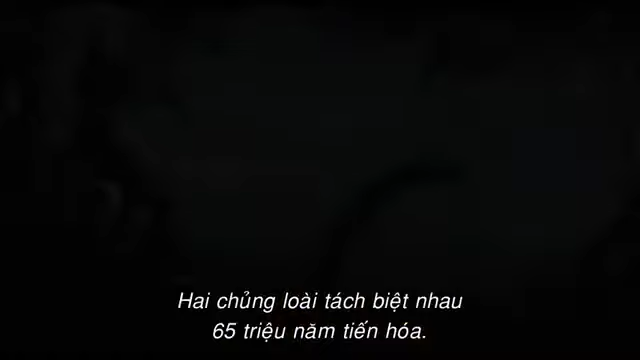 Hai chủng loài tách biệt nhau
65 triệu năm tiến hóa.